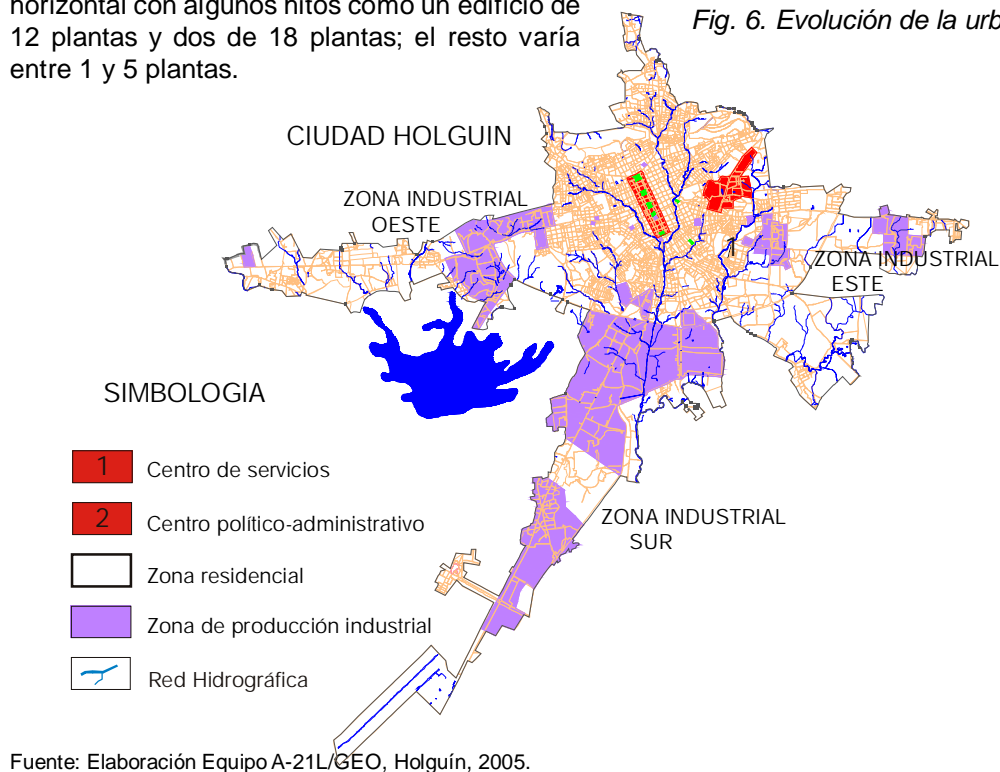 horizontal con algunos hitos como un edificio de
12 plantas y dos de 18 plantas; el resto varía
entre 1 y 5 plantas.
Fig. 6. Evolución de la urb
CIUDAD HOLGUIN
ZONA INDUSTRIAL
OESTE
1
ZONA INDUSTRIAL
ESTE
SIMBOLOGIA
1 Centro de servicios
2 Centro político-administrativo
Zona residencial
Zona de producción industrial
Red Hidrográfica
ZONA INDUSTRIAL
SUR
Fuente: Elaboración Equipo A-21L/GEO, Holguín, 2005.